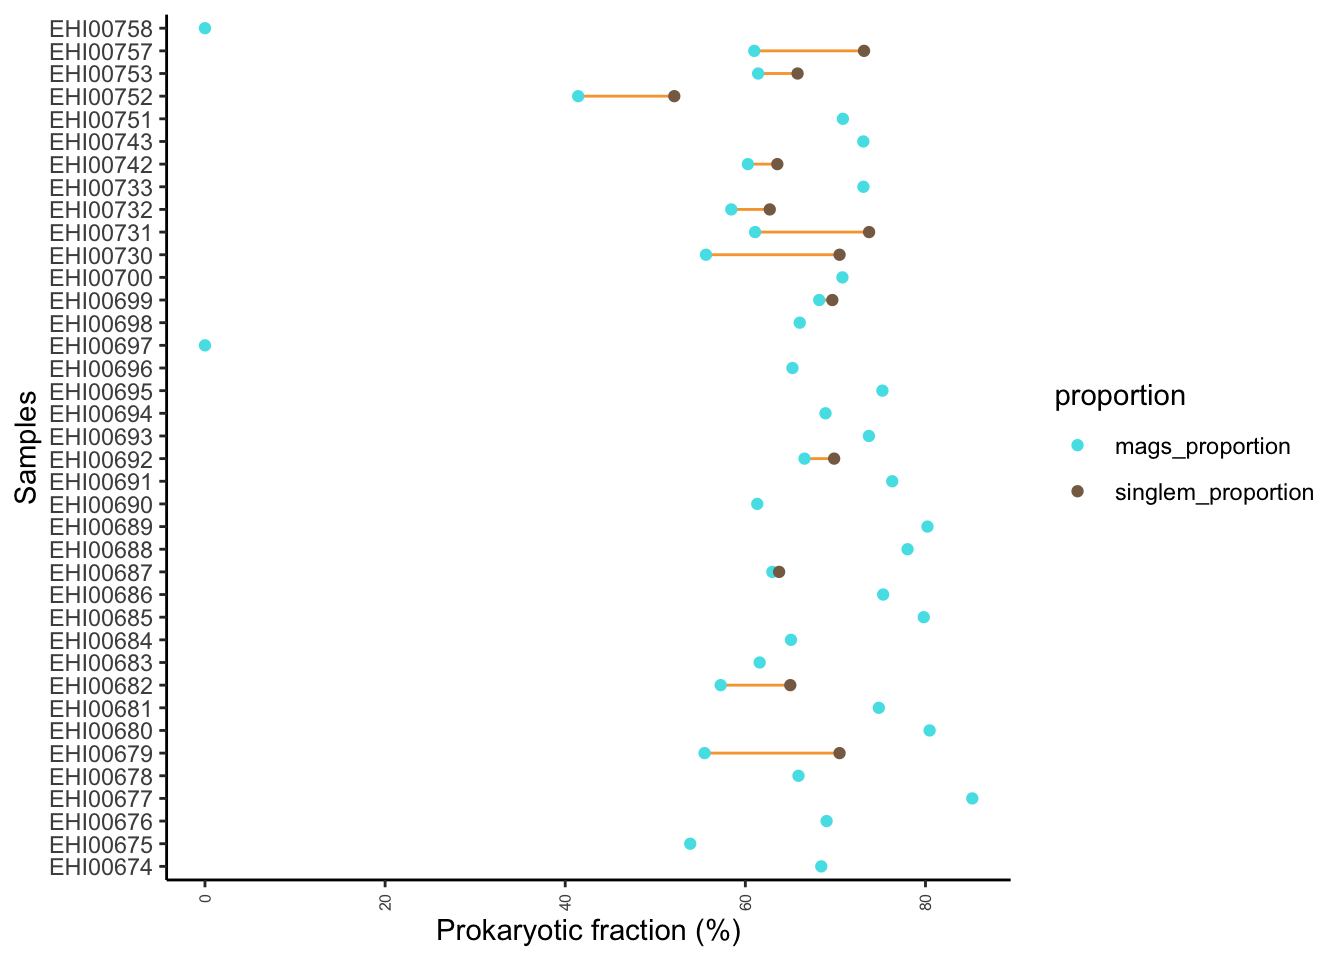 EHI00758
EHI00757
EHI00753
EHI00752
EHI00751
EHI00743
EHI00742
EHI00733
EHI00732
EHI00731
EHI00730
EHI00700
EHI00699
EHI00698
EHI00697
EHI00696
EHI00695
EHI00694
EHI00693
EHI00692
EHI00691
EHI00690
EHI00689
EHI00688
EHI00687
EHI00686
EHI00685
EHI00684
EHI00683
EHI00682
EHI00681
EHI00680
EHI00679
EHI00678
EHI00677
EHI00676
EHI00675
EHI00674
Samples
0
20
40
60
80
Prokaryotic fraction (%)
proportion
mags_proportion
singlem_proportion